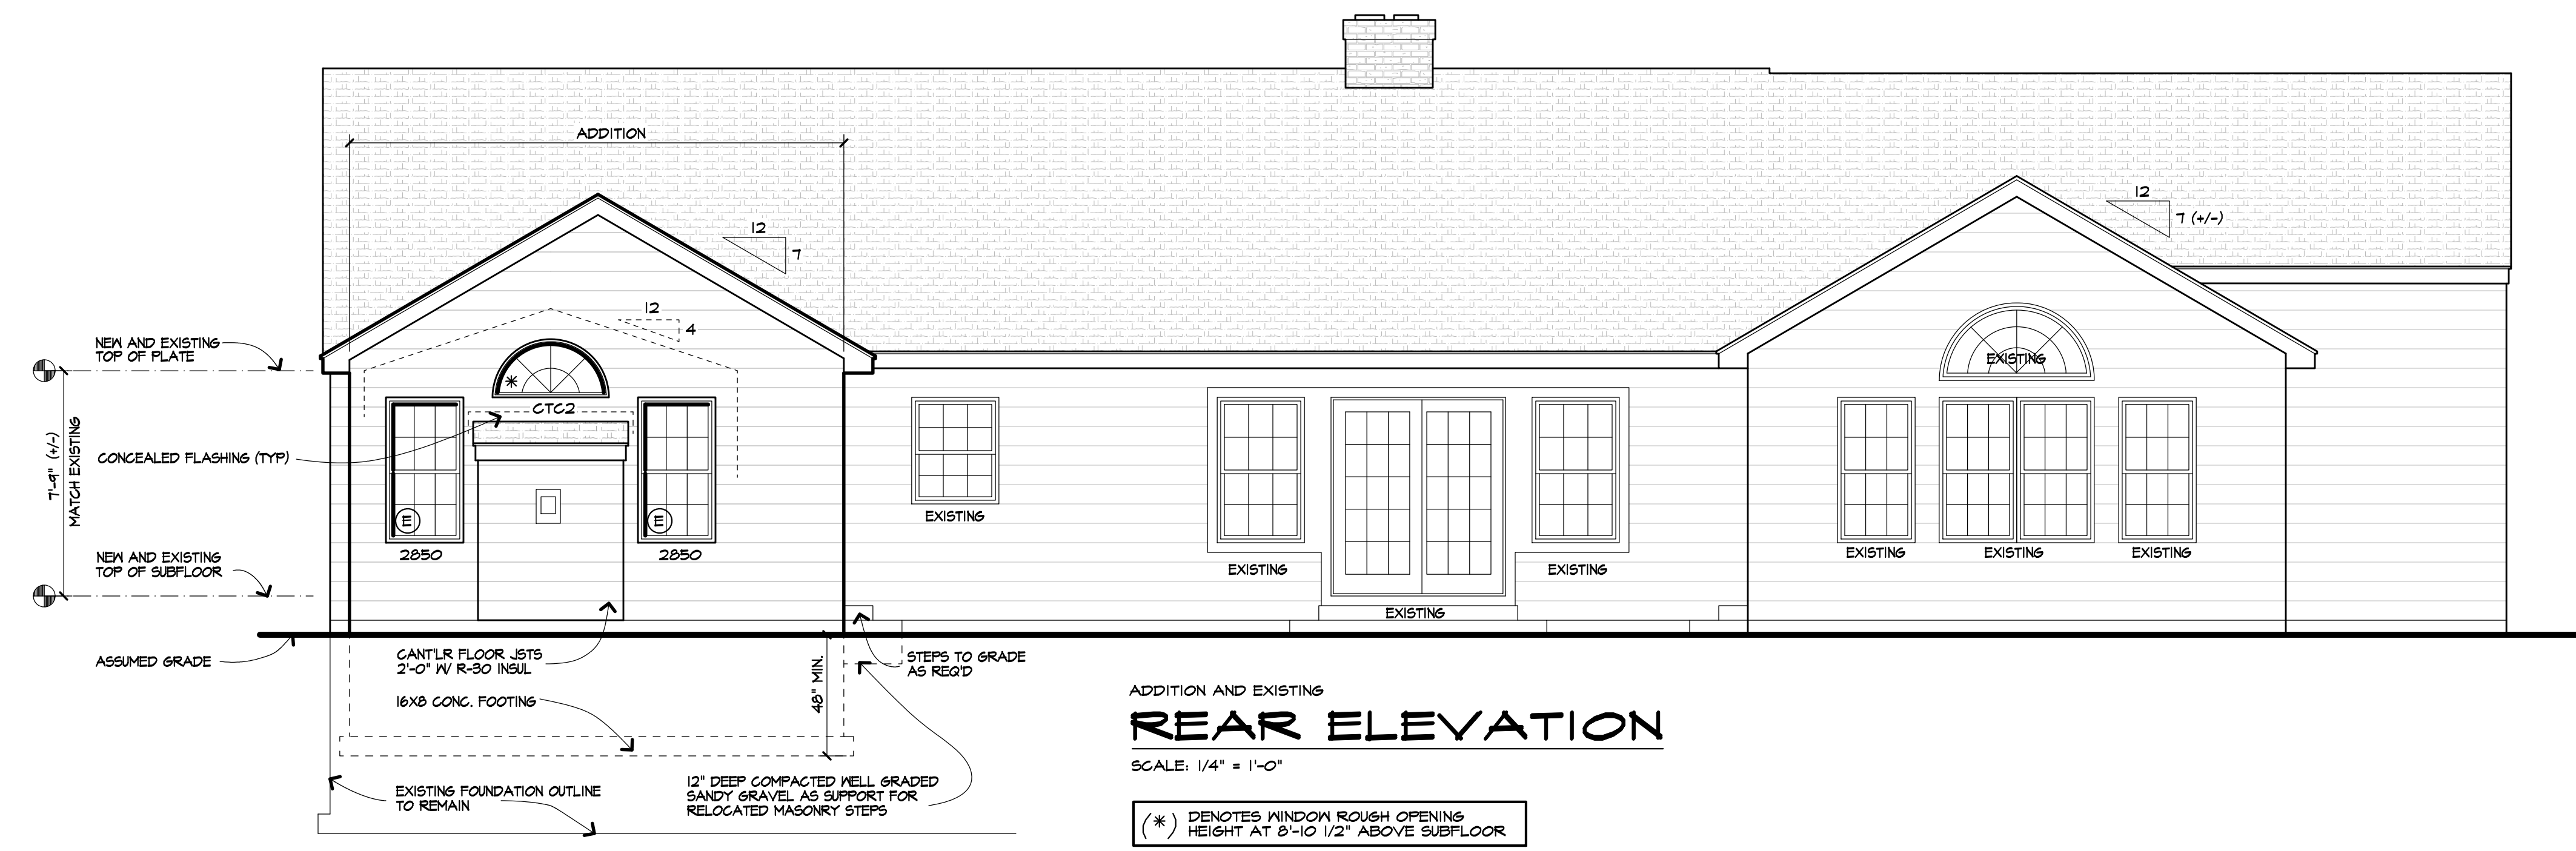 ADDITION
12
7
12
4
12
7 (+/-)
NEW AND EXISTING
TOP OF PLATE
7'-9" (+/-)
MATCH EXISTING
CONCEALED FLASHING (TYP)
NEW AND EXISTING
TOP OF SUBFLOOR
ASSUMED GRADE
*
CTC2
E
E
2850
2850
EXISTING
EXISTING
EXISTING
EXISTING
EXISTING
EXISTING
EXISTING
EXISTING
CANT'LR FLOOR JSTS
2'-0" W/ R-30 INSUL
16X8 CONC. FOOTING
48" MIN.
STEPS TO GRADE
AS REQ'D
EXISTING FOUNDATION OUTLINE
TO REMAIN
12" DEEP COMPACTED WELL GRADED
SANDY GRAVEL AS SUPPORT FOR
RELOCATED MASONRY STEPS
ADDITION AND EXISTING
REAR ELEVATION
SCALE: 1/4" = 1'-0"
(*) DENOTES WINDOW ROUGH OPENING
HEIGHT AT 8'-10 1/2" ABOVE SUBFLOOR